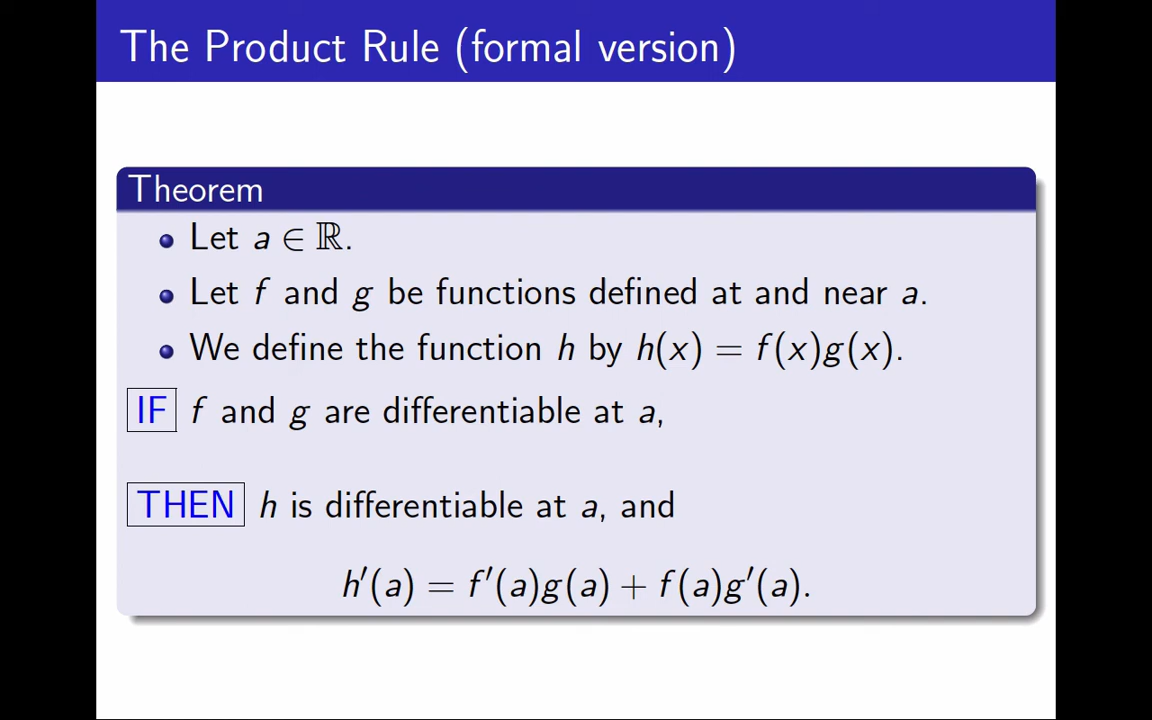 The Product Rule (formal version)
Theorem
Let a ∈ ℝ.
Let f and g be functions defined at and near a.
We define the function h by h(x) = f(x)g(x).
IF f and g are differentiable at a,
THEN h is differentiable at a, and
h′(a) = f′(a)g(a) + f(a)g′(a).